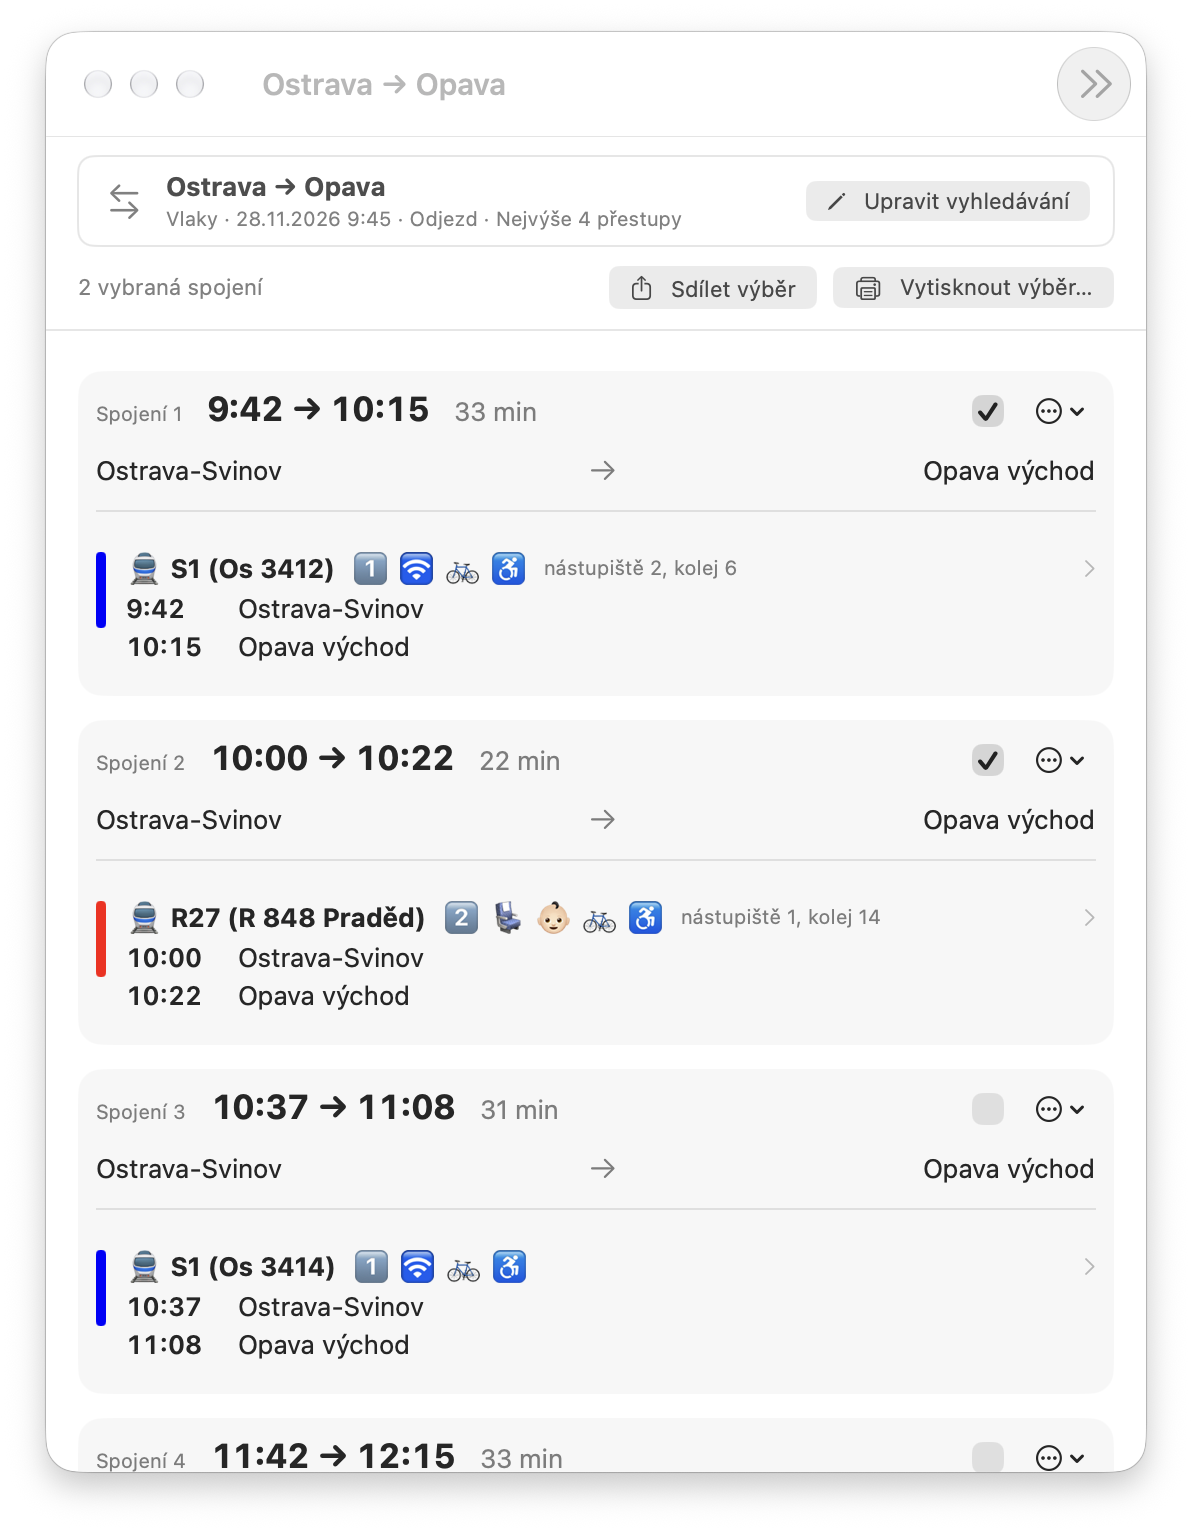 Ostrava → Opava
Ostrava → Opava
Vlaky · 28.11.2026 9:45 · Odjezd · Nejvýše 4 přestupy
Upravit vyhledávání
2 vybraná spojení
Sdílet výběr
Vytisknout výběr...
Spojení 1 9:42 → 10:15 33 min
Ostrava-Svinov → Opava východ
S1 (Os 3412) 1 nástupiště 2, kolej 6
9:42 Ostrava-Svinov
10:15 Opava východ
Spojení 2 10:00 → 10:22 22 min
Ostrava-Svinov → Opava východ
R27 (R 848 Praděd) 2 nástupiště 1, kolej 14
10:00 Ostrava-Svinov
10:22 Opava východ
Spojení 3 10:37 → 11:08 31 min
Ostrava-Svinov → Opava východ
S1 (Os 3414) 1
10:37 Ostrava-Svinov
11:08 Opava východ
Spojení 4 11:42 → 12:15 33 min